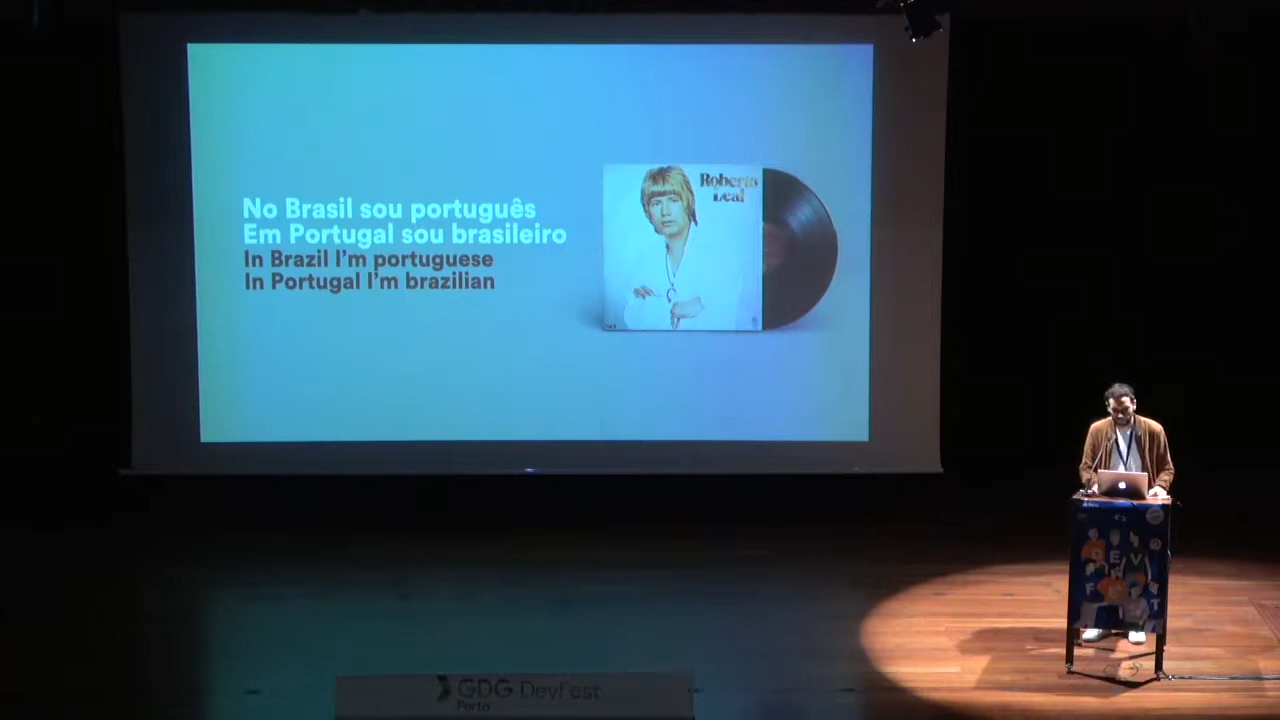 No Brasil sou português
Em Portugal sou brasileiro
In Brazil I'm portuguese
In Portugal I'm brazilian
Roberto
Leal
DEV
F T
GDG DevFest
Porto